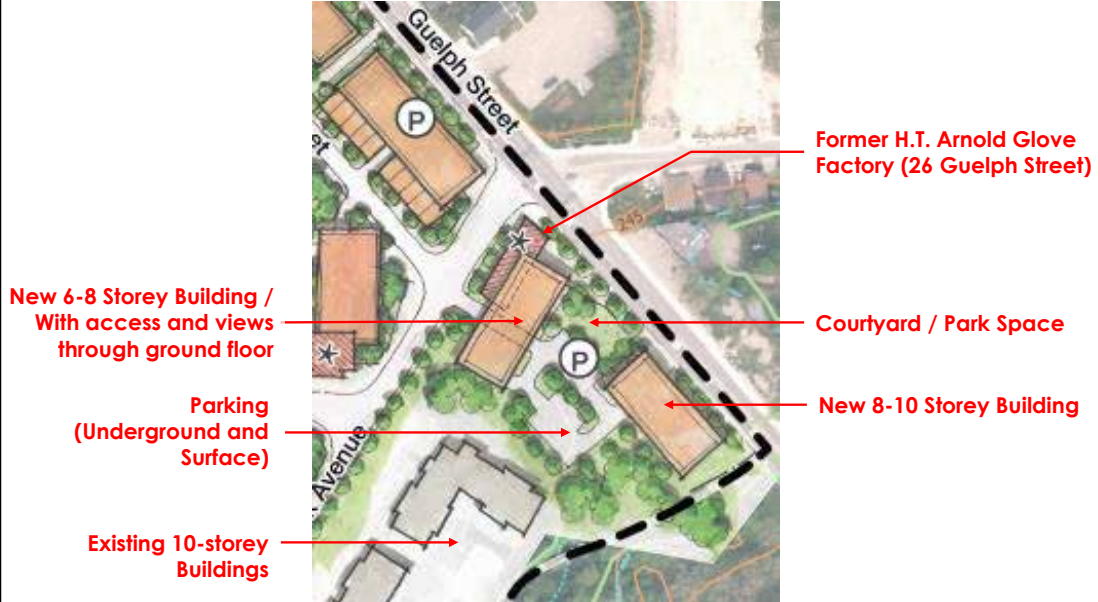 Guelph Street
P
et
Former H.T. Arnold Glove
Factory (26 Guelph Street)
245
New 6-8 Storey Building /
With access and views
through ground floor
Courtyard / Park Space
P
Parking
(Underground and
Surface)
New 8-10 Storey Building
Avenue
Existing 10-storey
Buildings